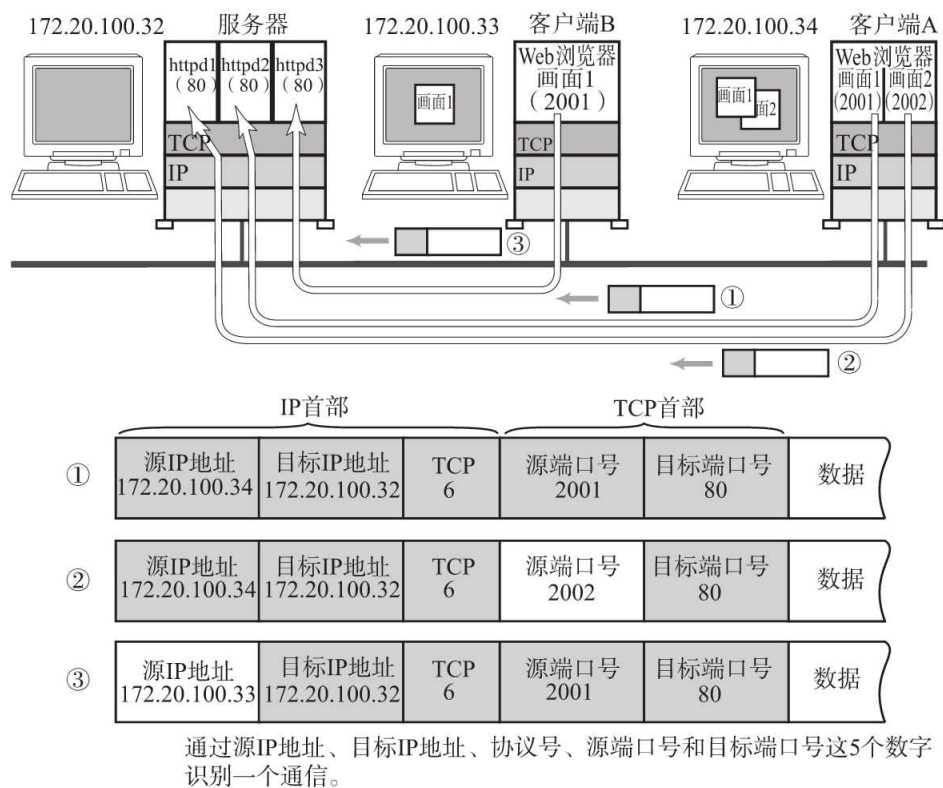 172.20.100.32
服务器
172.20.100.33
客户端B
172.20.100.34
客户端A
httpd1
(80)
httpd2
(80)
httpd3
(80)
TCP
IP
画面1
Web浏览器
画面1
(2001)
TCP
IP
画面1
画面2
Web浏览器
画面1
(2001)
画面2
(2002)
TCP
IP
③
①
②
IP首部
TCP首部
①
源IP地址
172.20.100.34
目标IP地址
172.20.100.32
TCP
6
源端口号
2001
目标端口号
80
数据
②
源IP地址
172.20.100.34
目标IP地址
172.20.100.32
TCP
6
源端口号
2002
目标端口号
80
数据
③
源IP地址
172.20.100.33
目标IP地址
172.20.100.32
TCP
6
源端口号
2001
目标端口号
80
数据
通过源IP地址、目标IP地址、协议号、源端口号和目标端口号这5个数字
识别一个通信。